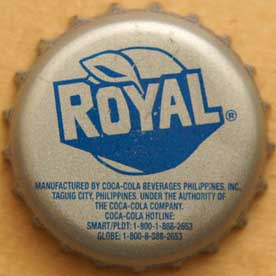 ROYAL®
MANUFACTURED BY COCA-COLA BEVERAGES PHILIPPINES, INC.,
TAGUIG CITY, PHILIPPINES. UNDER THE AUTHORITY OF
THE COCA-COLA COMPANY.
COCA-COLA HOTLINE:
SMART/PLDT: 1-800-1-888-2653
GLOBE: 1-800-8-888-2653